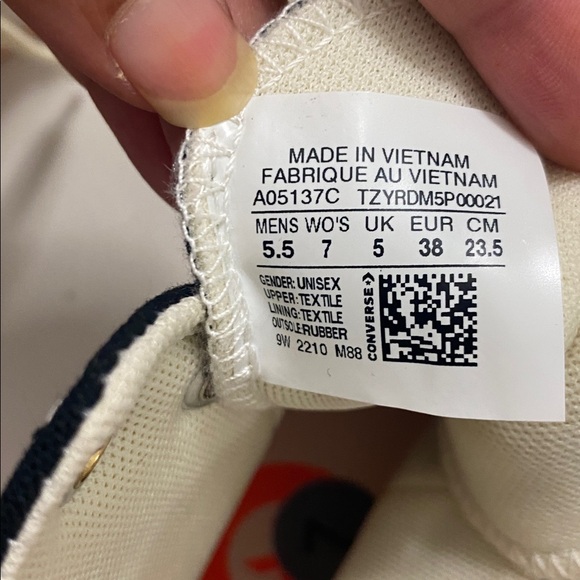 MADE IN VIETNAM
FABRIQUE AU VIETNAM
A05137C TZYRDM5P00021
MENS WO'S UK EUR CM
5.5 7 5 38 23.5
GENDER: UNISEX
UPPER: TEXTILE
LINING: TEXTILE
OUTSOLE:RUBBER
9W 2210 M88
CONVERSE